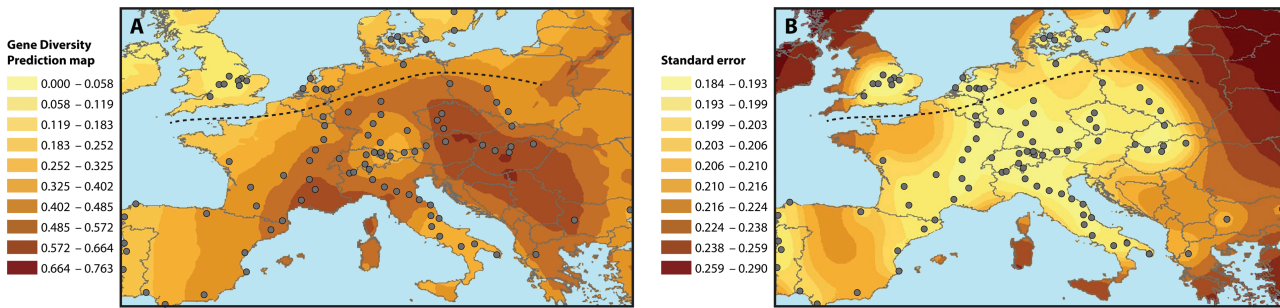 A
Gene Diversity
Prediction map
0.000 – 0.058
0.058 – 0.119
0.119 – 0.183
0.183 – 0.252
0.252 – 0.325
0.325 – 0.402
0.402 – 0.485
0.485 – 0.572
0.572 – 0.664
0.664 – 0.763
B
Standard error
0.184 – 0.193
0.193 – 0.199
0.199 – 0.203
0.203 – 0.206
0.206 – 0.210
0.210 – 0.216
0.216 – 0.224
0.224 – 0.238
0.238 – 0.259
0.259 – 0.290